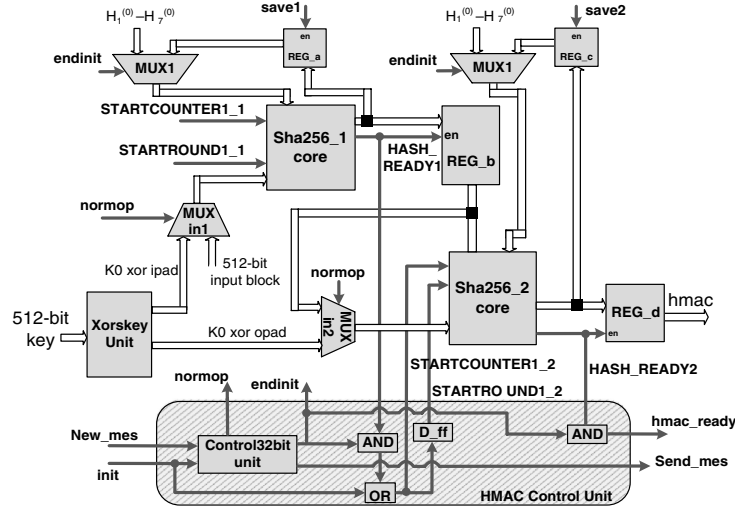 H₁⁽⁰⁾–H₇⁽⁰⁾
save1
H₁⁽⁰⁾–H₇⁽⁰⁾
save2
en
REG_a
en
REG_c
endinit
MUX1
endinit
MUX1
STARTCOUNTER1_1
Sha256_1
core
HASH_
READY1
en
REG_b
STARTROUND1_1
normop
MUX
in1
K0 xor ipad
512-bit
input block
normop
Sha256_2
core
REG_d
en
hmac
512-bit
key
Xorskey
Unit
K0 xor opad
MUX
in2
STARTCOUNTER1_2
STARTRO UND1_2
HASH_READY2
normop
endinit
New_mes
init
Control32bit
unit
AND
D_ff
AND
hmac_ready
Send_mes
OR
HMAC Control Unit